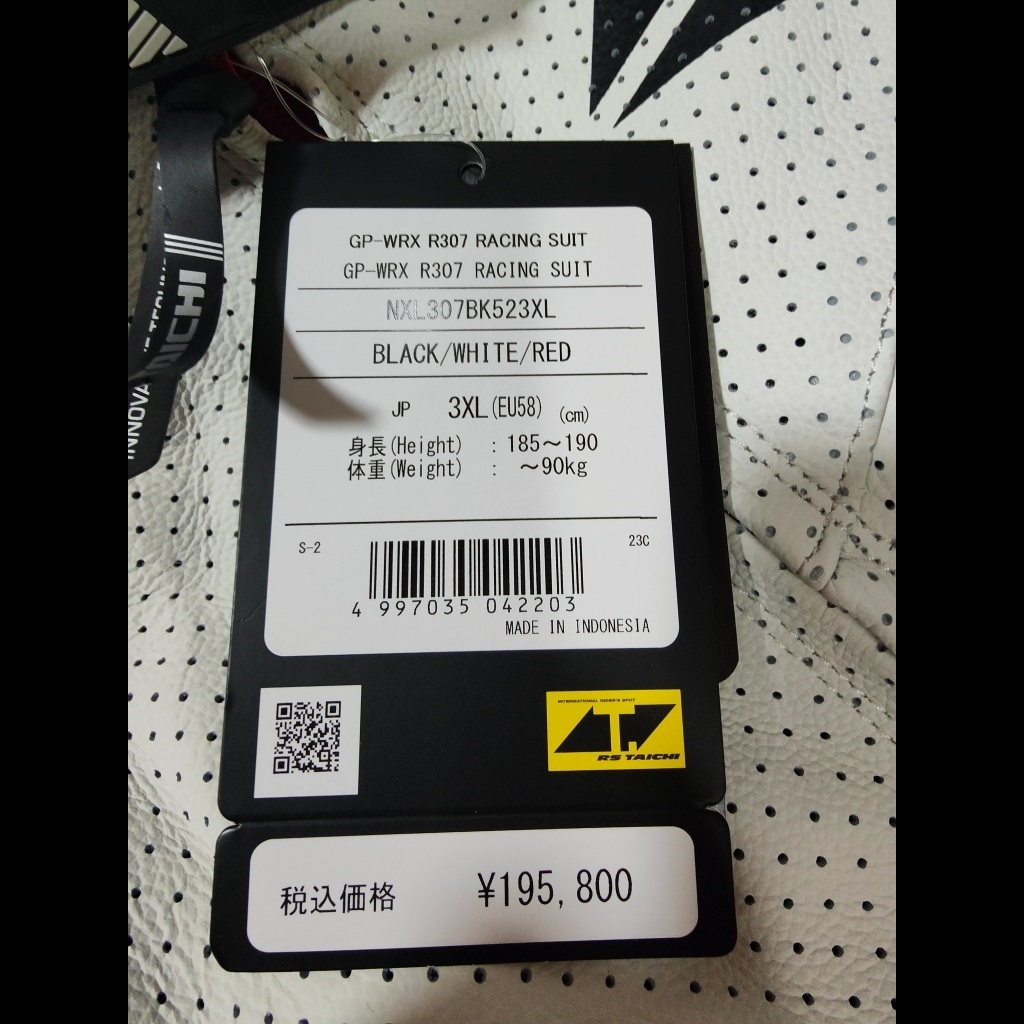 GP-WRX R307 RACING SUIT
GP-WRX R307 RACING SUIT
NXL307BK523XL
BLACK/WHITE/RED
JP 3XL(EU58) (cm)
身長(Height) : 185～190
体重(Weight) : ～90kg
S-2 23C
4 997035 042203
MADE IN INDONESIA
INTERNATIONAL RIDER'S SPOT
RS TAICHI
税込価格 ¥195,800